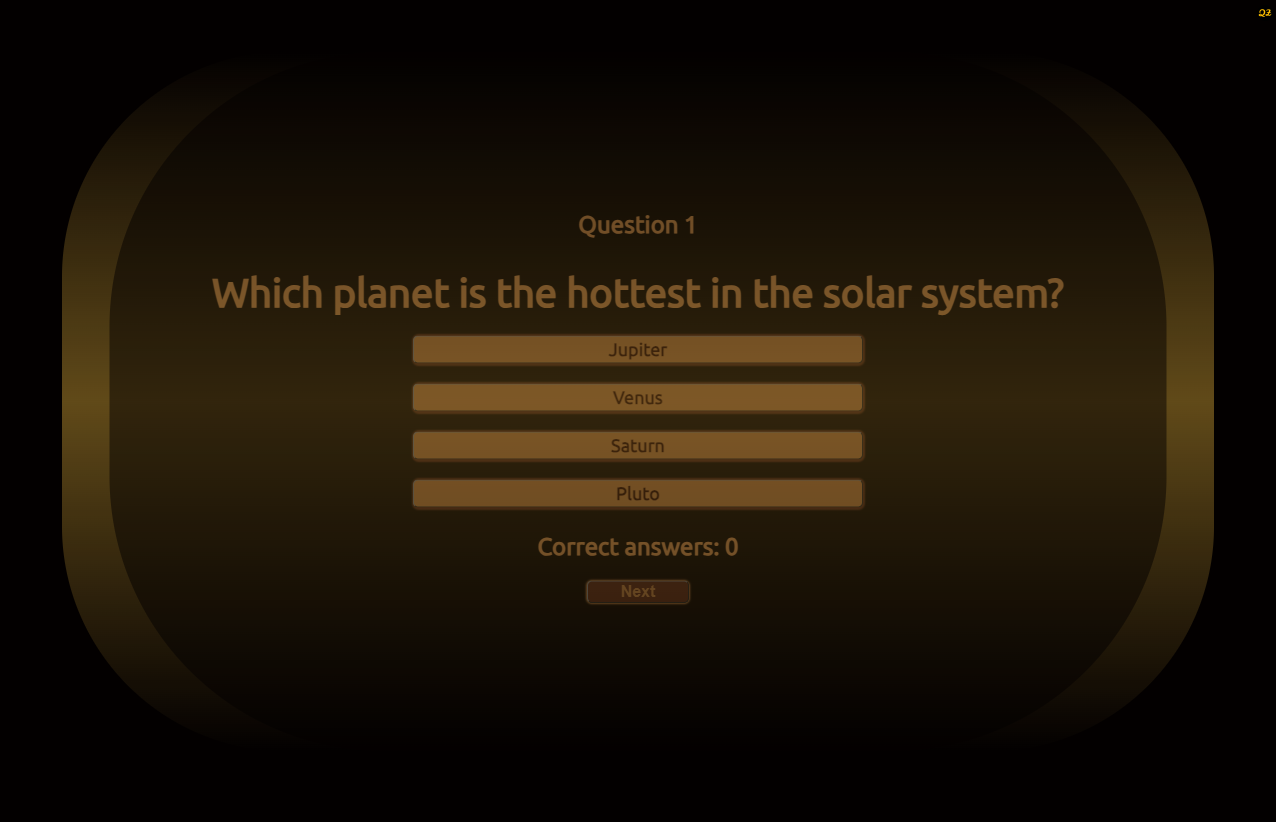 Q2
Question 1
Which planet is the hottest in the solar system?
Jupiter
Venus
Saturn
Pluto
Correct answers: 0
Next